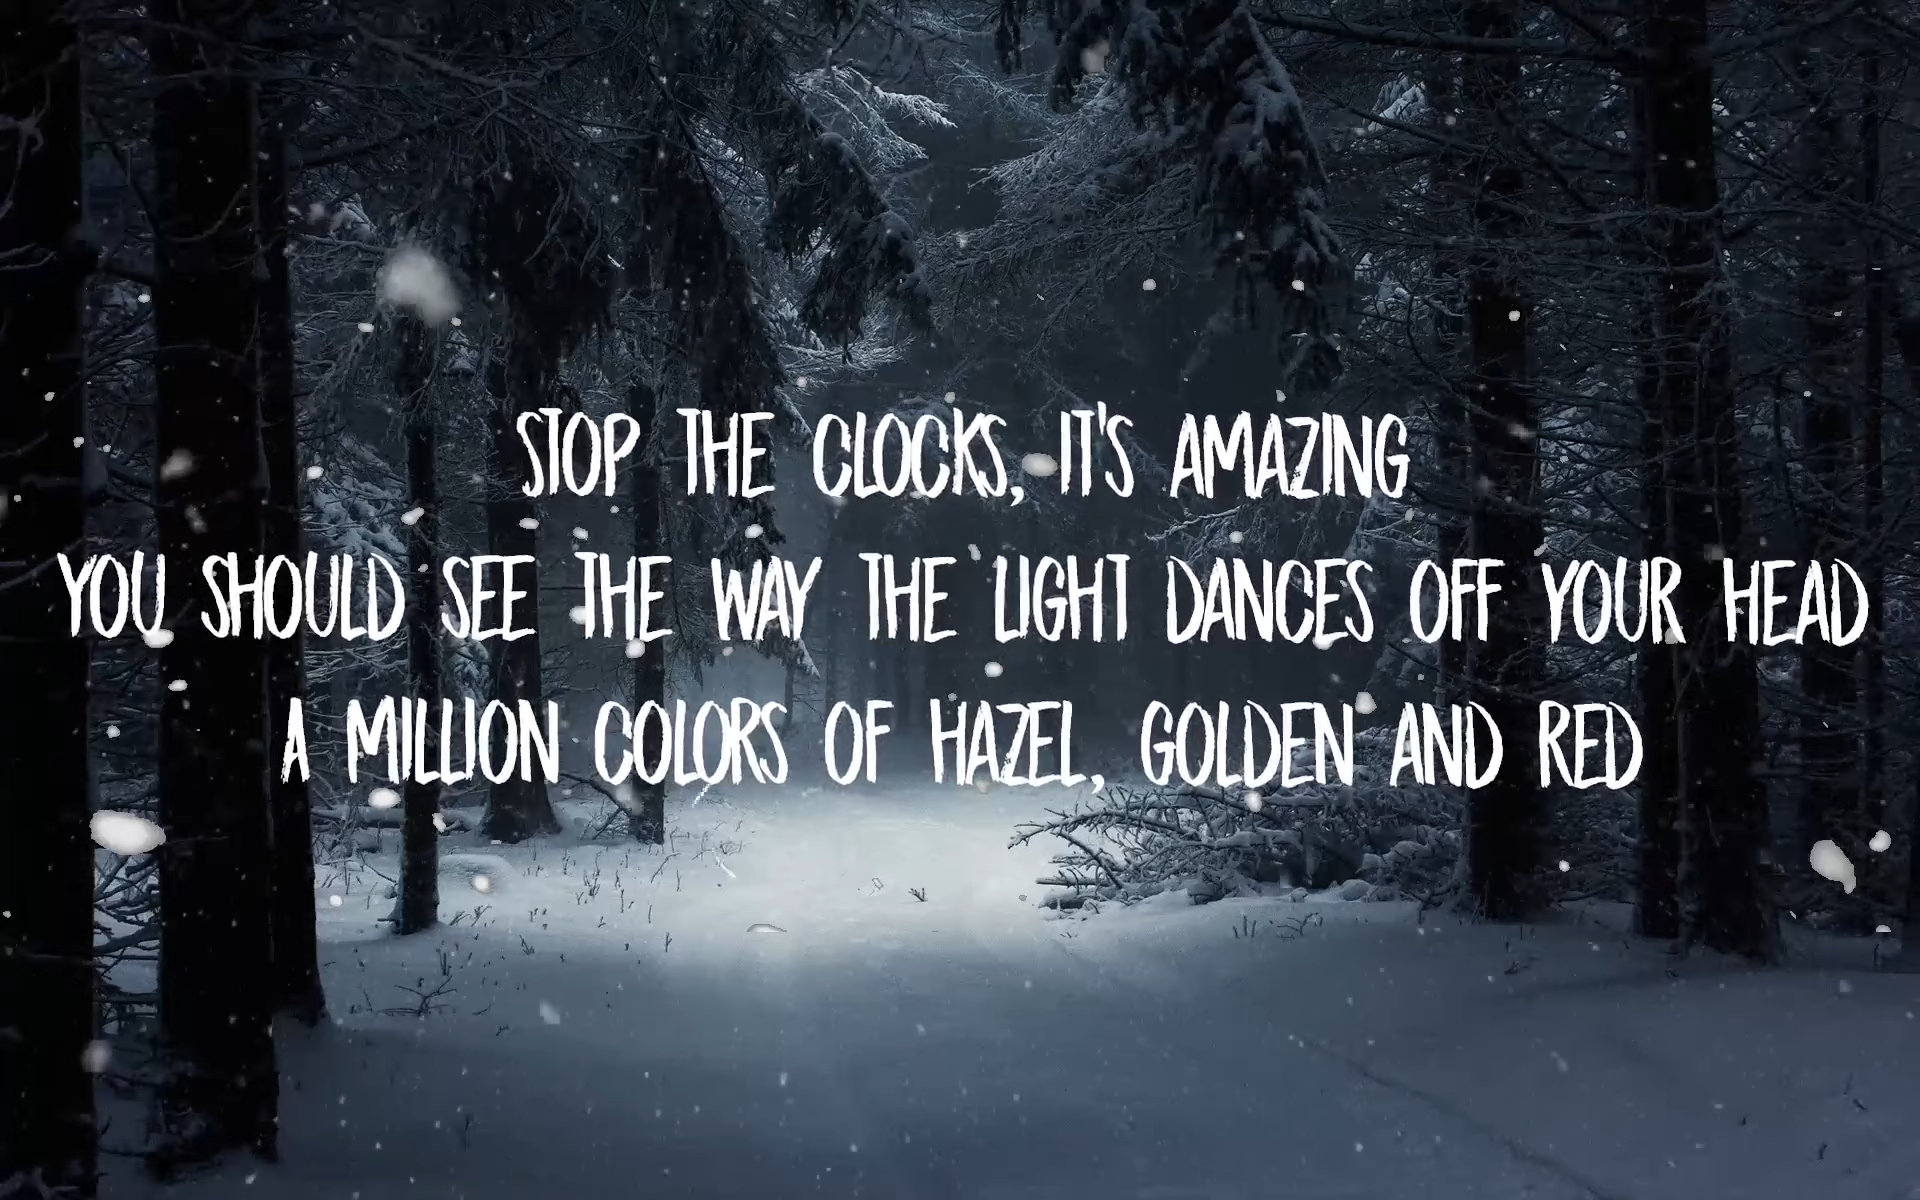 STOP THE CLOCKS, IT'S AMAZING
YOU SHOULD SEE THE WAY THE LIGHT DANCES OFF YOUR HEAD
A MILLION COLORS OF HAZEL, GOLDEN AND RED